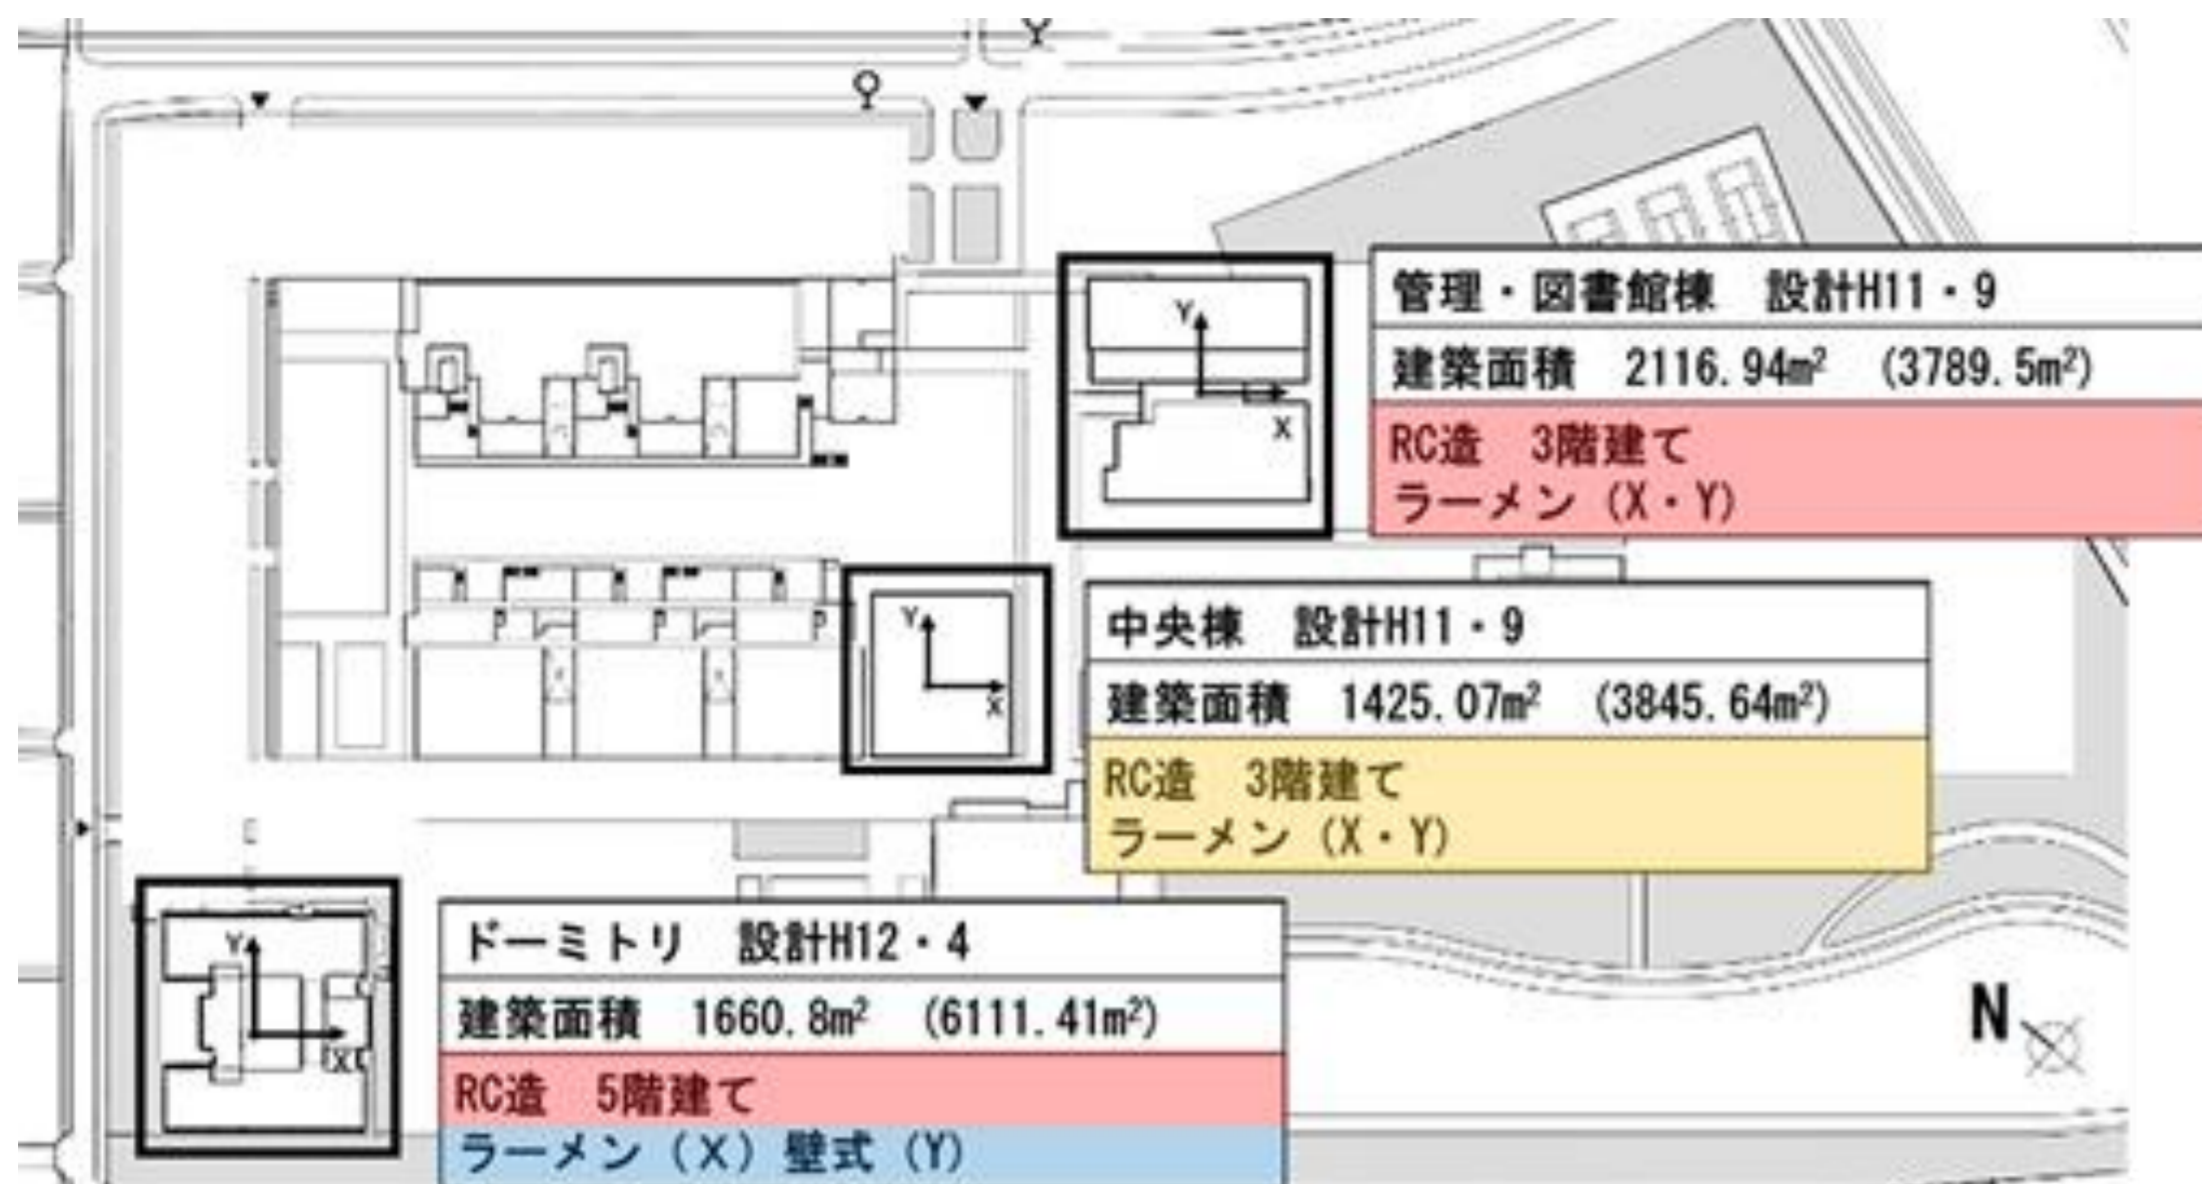 管理・図書館棟　設計H11・9
建築面積　2116.94m²　(3789.5m²)
RC造　3階建て
ラーメン（X・Y）
Y
X
中央棟　設計H11・9
建築面積　1425.07m²　(3845.64m²)
RC造　3階建て
ラーメン（X・Y）
Y
X
ドーミトリ　設計H12・4
建築面積　1660.8m²　(6111.41m²)
RC造　5階建て
ラーメン（X）壁式（Y）
Y
X
N